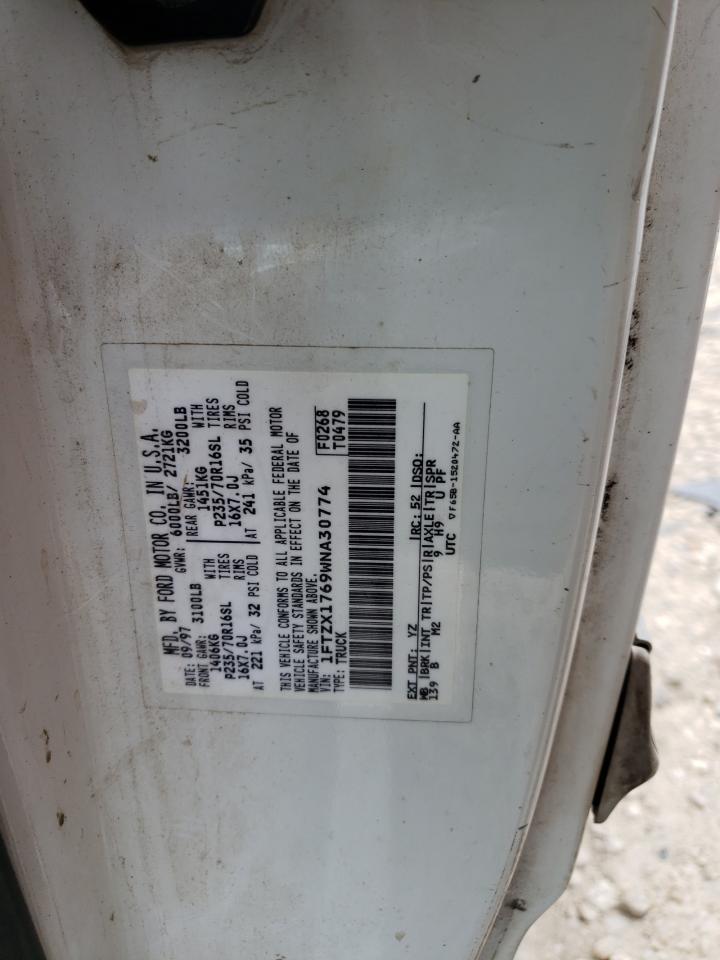 MFD. BY FORD MOTOR CO. IN U.S.A.
DATE: 09/97 GVWR: 6000LB/ 2721KG
FRONT GAWR: 3100LB REAR GAWR: 3200LB
1406KG WITH 1451KG WITH
P235/70R16SL TIRES P235/70R16SL TIRES
16X7.0J RIMS 16X7.0J RIMS
AT 221 kPa/ 32 PSI COLD AT 241 kPa/ 35 PSI COLD
THIS VEHICLE CONFORMS TO ALL APPLICABLE FEDERAL MOTOR
VEHICLE SAFETY STANDARDS IN EFFECT ON THE DATE OF
MANUFACTURE SHOWN ABOVE.
VIN: 1FTZX1769WNA30774 F0268
TYPE: TRUCK T0479
EXT PNT: YZ RC: 52 DSO:
WB BRK INT TR TP/PS R AXLE TR SPR
139 B M2 9 H9 U PF
UTC ▽F65B-1520472-AA